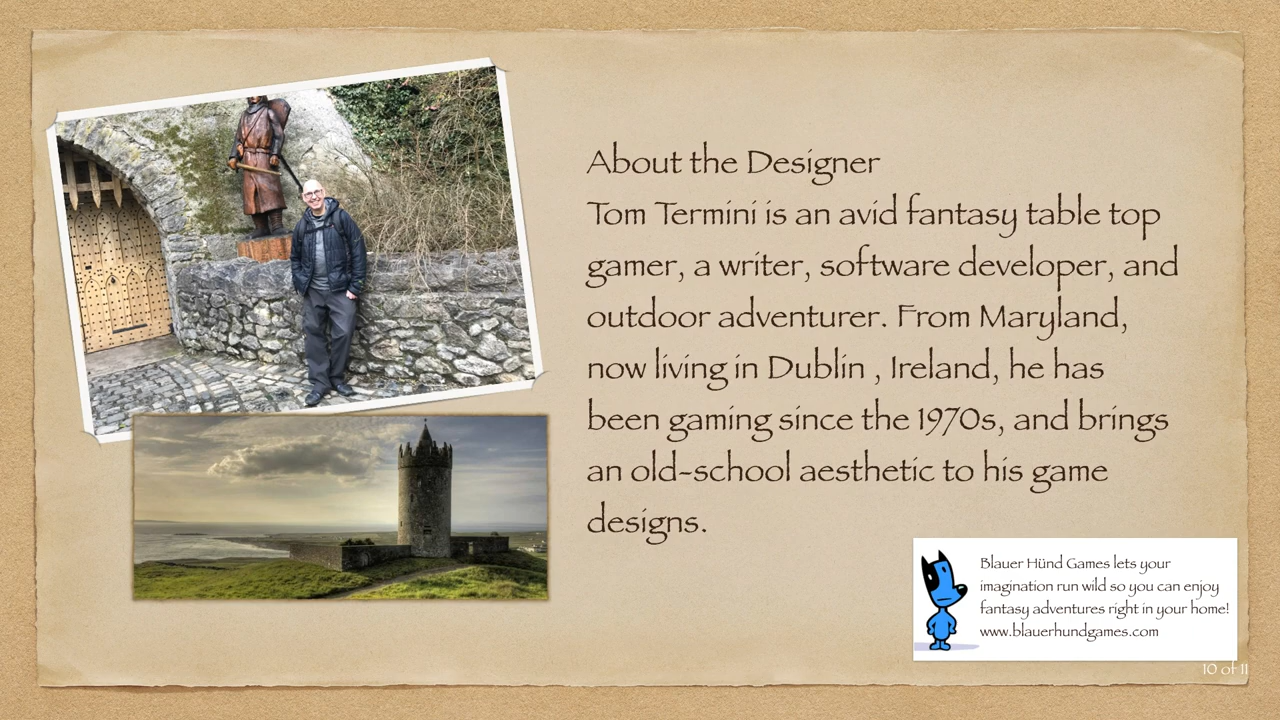 About the Designer
Tom Termini is an avid fantasy table top
gamer, a writer, software developer, and
outdoor adventurer. From Maryland,
now living in Dublin , Ireland, he has
been gaming since the 1970s, and brings
an old-school aesthetic to his game
designs.
Blauer Hünd Games lets your
imagination run wild so you can enjoy
fantasy adventures right in your home!
www.blauerhundgames.com
10 of 11